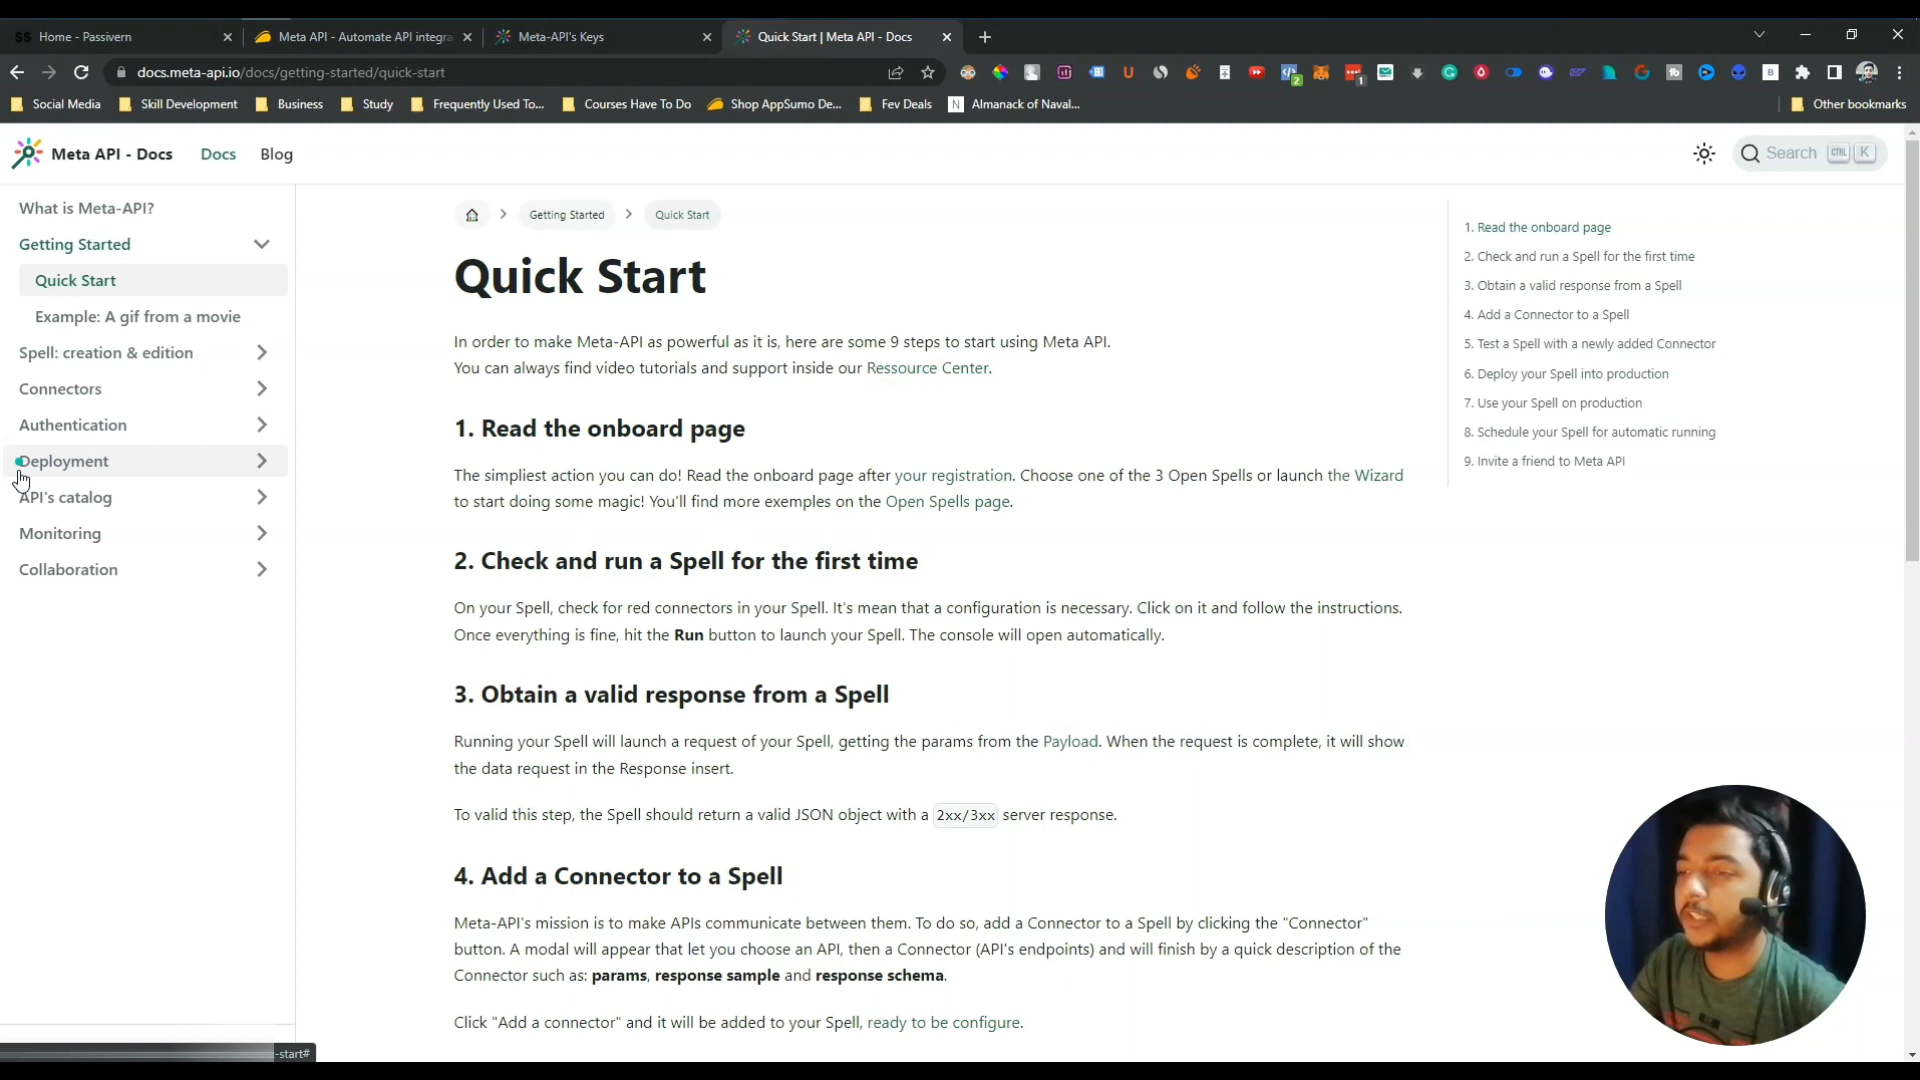 Home - Passivern
Meta API - Automate API integra
Meta-API's Keys
Quick Start | Meta API - Docs
docs.meta-api.io/docs/getting-started/quick-start
Social Media
Skill Development
Business
Study
Frequently Used To...
Courses Have To Do
Shop AppSumo De...
Fev Deals
Almanack of Naval...
Other bookmarks
Meta API - Docs
Docs
Blog
Search CTRL K
What is Meta-API?
Getting Started
Quick Start
Example: A gif from a movie
Spell: creation & edition
Connectors
Authentication
Deployment
API's catalog
Monitoring
Collaboration
-start#
Getting Started
Quick Start
Quick Start
In order to make Meta-API as powerful as it is, here are some 9 steps to start using Meta API.
You can always find video tutorials and support inside our Ressource Center.
1. Read the onboard page
The simpliest action you can do! Read the onboard page after your registration. Choose one of the 3 Open Spells or launch the Wizard
to start doing some magic! You'll find more exemples on the Open Spells page.
2. Check and run a Spell for the first time
On your Spell, check for red connectors in your Spell. It's mean that a configuration is necessary. Click on it and follow the instructions.
Once everything is fine, hit the Run button to launch your Spell. The console will open automatically.
3. Obtain a valid response from a Spell
Running your Spell will launch a request of your Spell, getting the params from the Payload. When the request is complete, it will show
the data request in the Response insert.
To valid this step, the Spell should return a valid JSON object with a 2xx/3xx server response.
4. Add a Connector to a Spell
Meta-API's mission is to make APIs communicate between them. To do so, add a Connector to a Spell by clicking the "Connector"
button. A modal will appear that let you choose an API, then a Connector (API's endpoints) and will finish by a quick description of the
Connector such as: params, response sample and response schema.
Click "Add a connector" and it will be added to your Spell, ready to be configure.
1. Read the onboard page
2. Check and run a Spell for the first time
3. Obtain a valid response from a Spell
4. Add a Connector to a Spell
5. Test a Spell with a newly added Connector
6. Deploy your Spell into production
7. Use your Spell on production
8. Schedule your Spell for automatic running
9. Invite a friend to Meta API